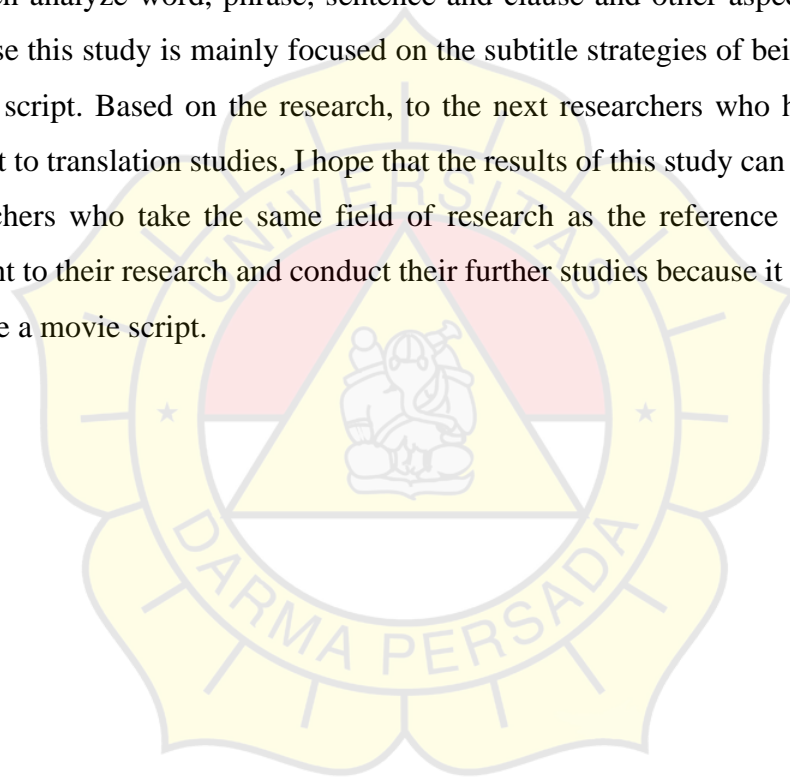 analyze word, phrase, sentence and clause and other
se this study is mainly focused on the subtitle strategies of
script. Based on the research, to the next researchers who
t to translation studies, I hope that the results of this study can
chers who take the same field of research as the reference
nt to their research and conduct their further studies because it
e a movie script.
UNIVERSITAS
DARMA PERSADA